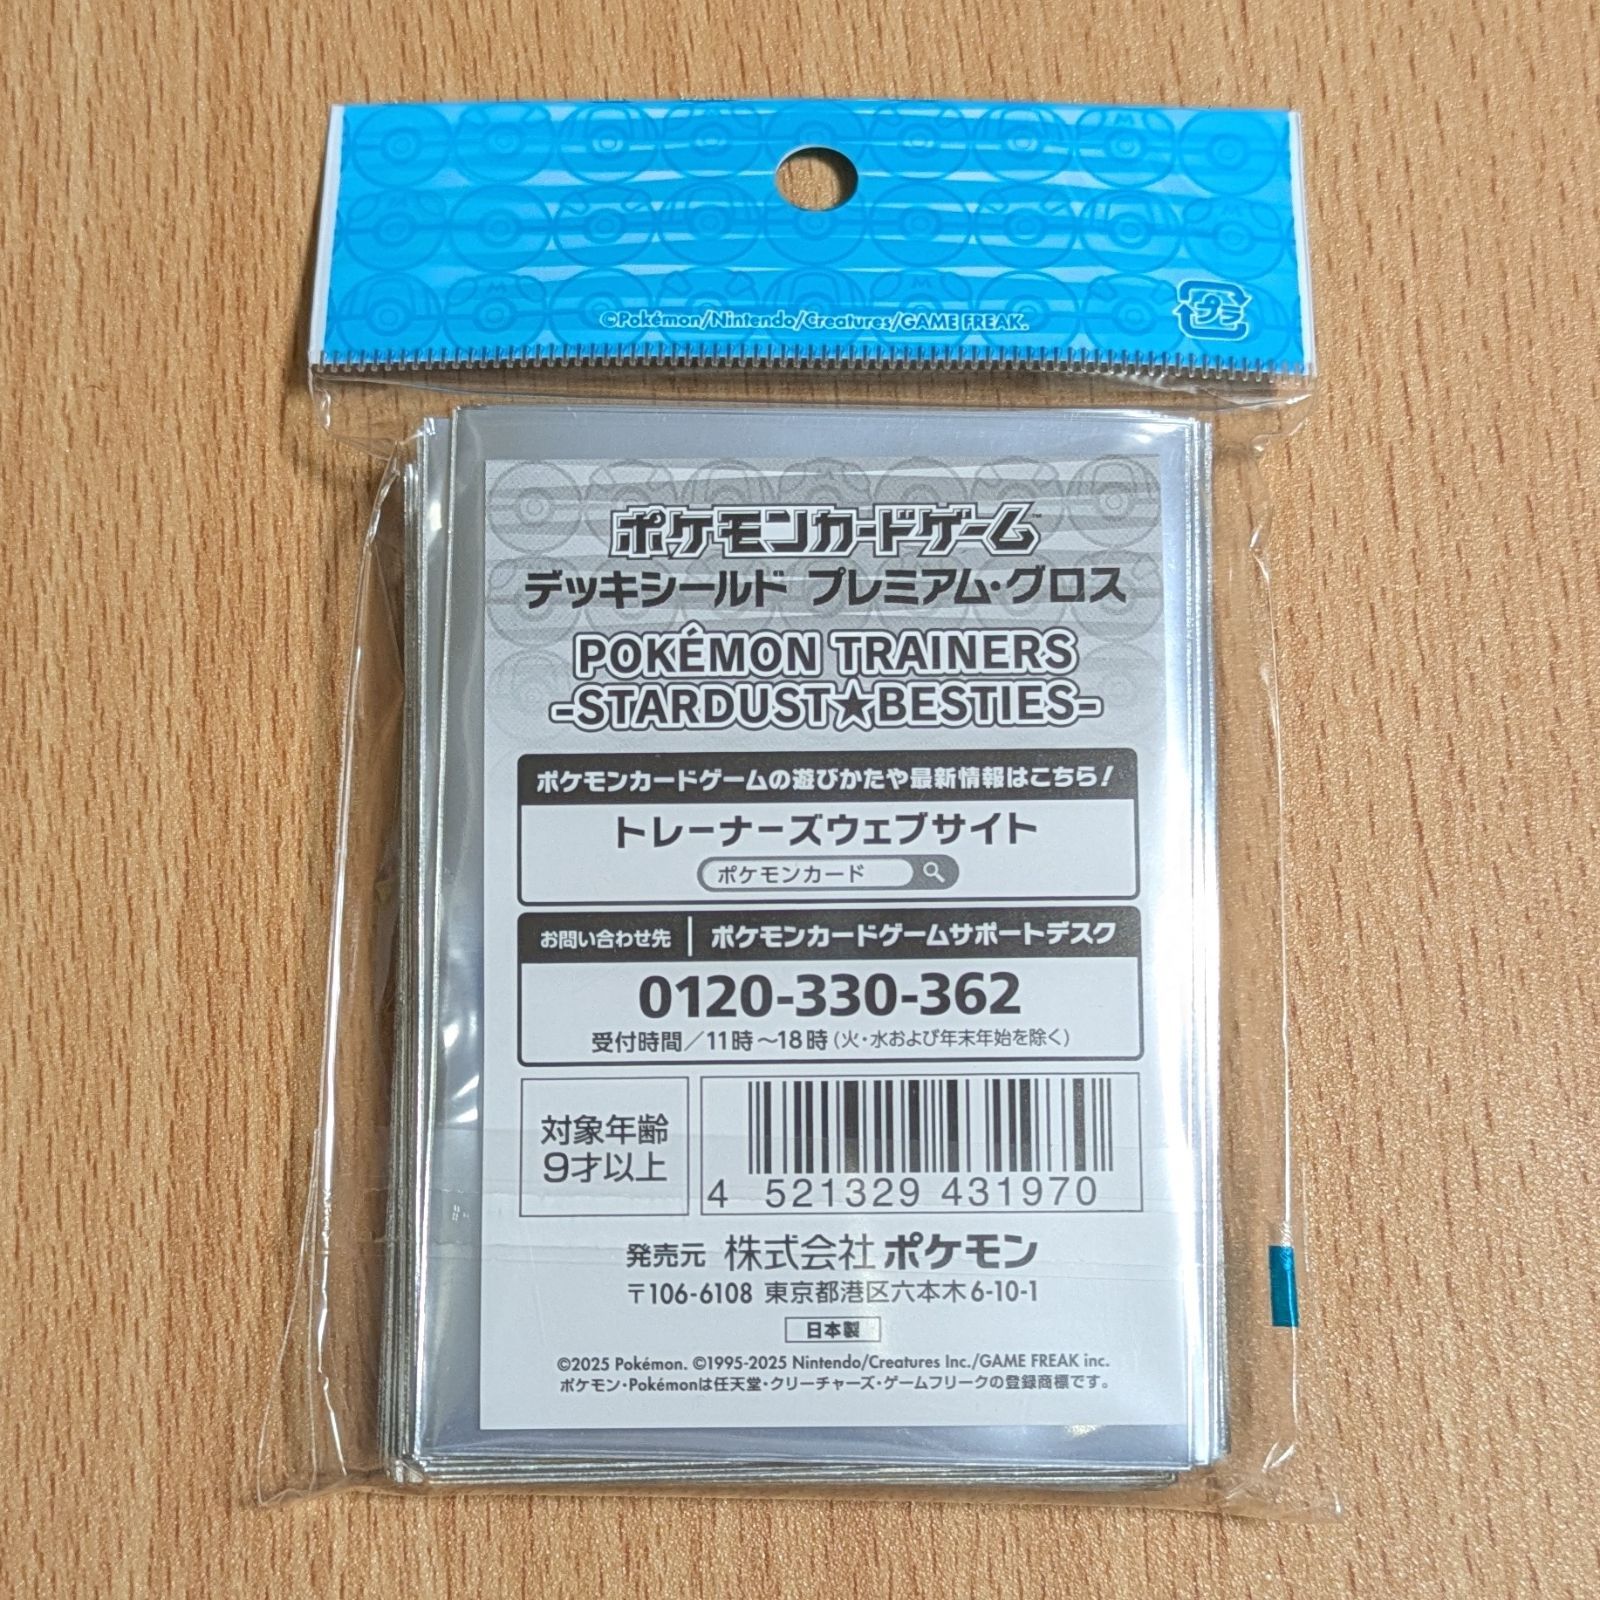 ©Pokémon/Nintendo/Creatures/GAME FREAK.
プラ
ポケモンカードゲーム™
デッキシールド プレミアム・グロス
POKÉMON TRAINERS
-STARDUST★BESTIES-
ポケモンカードゲームの遊びかたや最新情報はこちら!
トレーナーズウェブサイト
ポケモンカード
お問い合わせ先 | ポケモンカードゲームサポートデスク
0120-330-362
受付時間/11時~18時(火・水および年末年始を除く)
対象年齢
9才以上
4 521329 431970
発売元 株式会社 ポケモン
〒106-6108 東京都港区六本木6-10-1
日本製
©2025 Pokémon. ©1995-2025 Nintendo/Creatures Inc./GAME FREAK inc.
ポケモン・Pokémonは任天堂・クリーチャーズ・ゲームフリークの登録商標です。